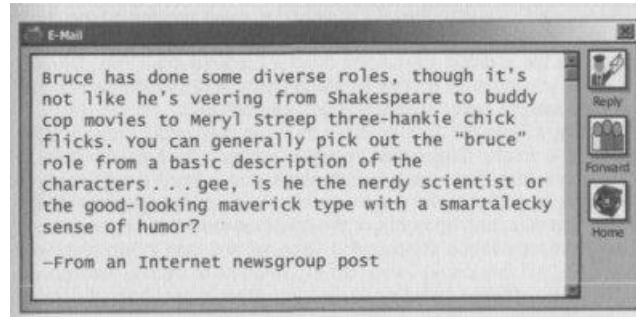 E-Mail
Bruce has done some diverse roles, though it's
not like he's veering from Shakespeare to buddy
cop movies to Meryl Streep three-hankie chick
flicks. You can generally pick out the "bruce"
role from a basic description of the
characters . . . gee, is he the nerdy scientist or
the good-looking maverick type with a smartalecky
sense of humor?
—From an Internet newsgroup post
Reply
Forward
Home